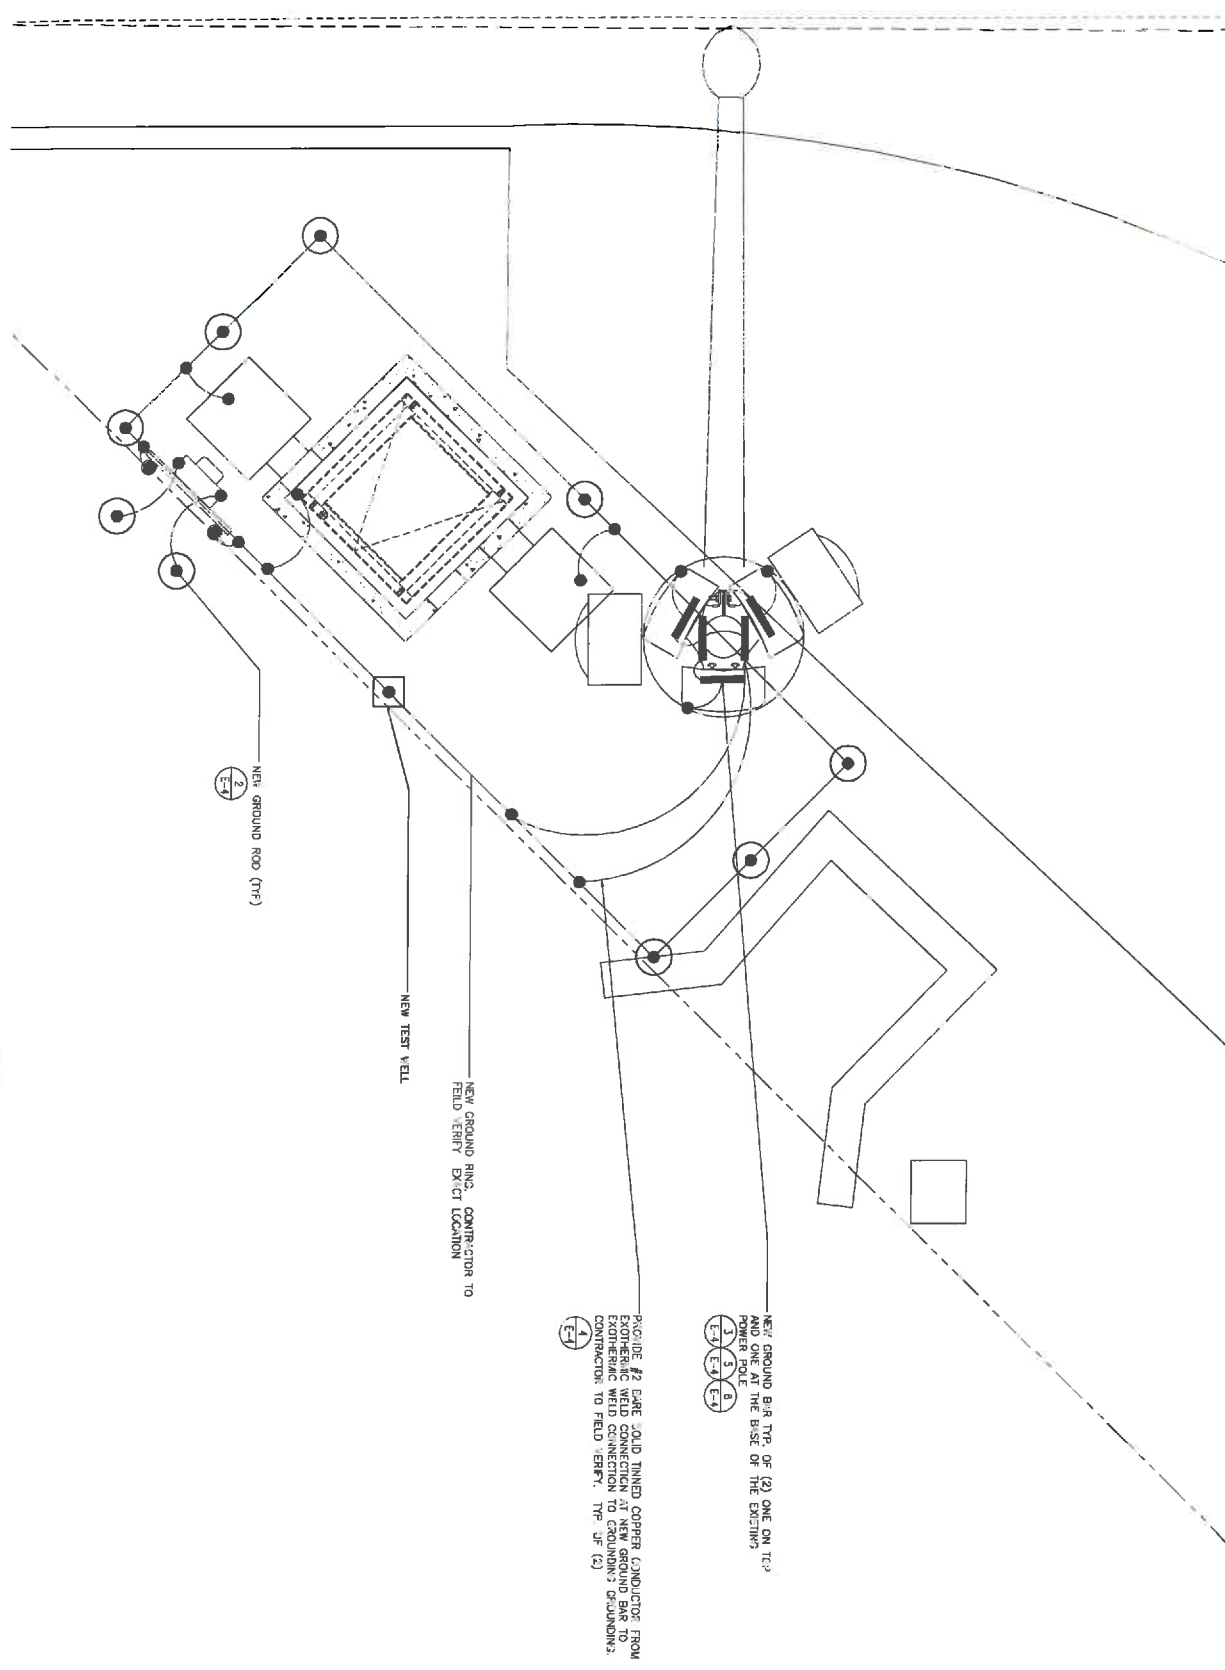 NEW GROUND BAR TYP. OF (2) ONE ON TOP
AND ONE AT THE BASE OF THE EXISTING
POWER POLE
3 5 6
E-4 E-4 E-4
PROVIDE #2 BARE SOLID TINNED COPPER CONDUCTOR FROM
EXOTHERMIC WELD CONNECTION AT NEW GROUND BAR TO
EXOTHERMIC WELD CONNECTION TO GROUNDING GROUNDING.
CONTRACTOR TO FIELD VERIFY. TYP. OF (2)
4
E-4
NEW GROUND RING. CONTRACTOR TO
FEILD VERIFY EXACT LOCATION
NEW TEST WELL
NEW GROUND ROD (TYP)
2
E-4